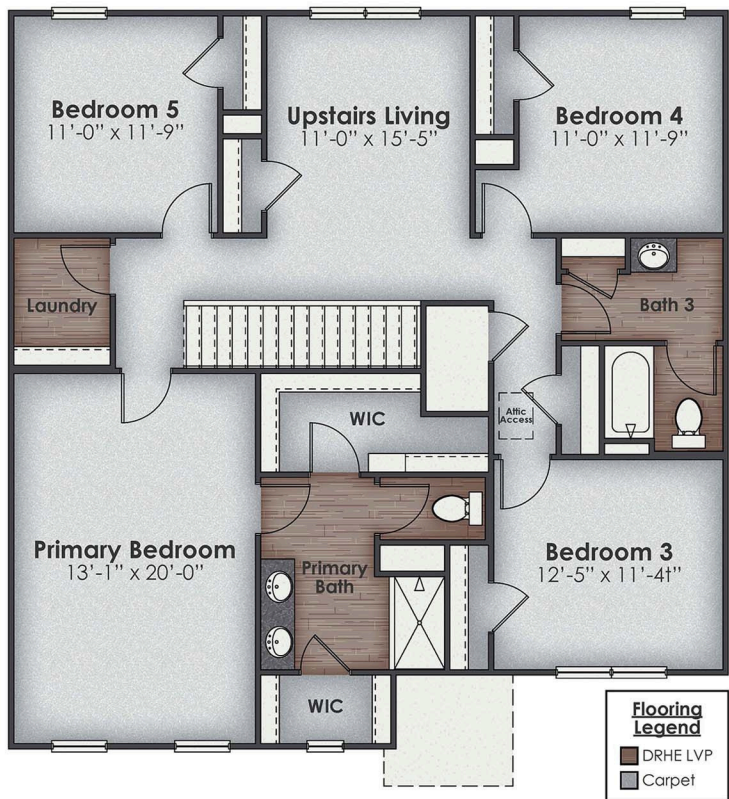 Bedroom 5
11'-0" x 11'-9"
Upstairs Living
11'-0" x 15'-5"
Bedroom 4
11'-0" x 11'-9"
Laundry
Bath 3
WIC
Attic
Access
Primary Bedroom
13'-1" x 20'-0"
Primary
Bath
Bedroom 3
12'-5" x 11'-4t"
WIC
Flooring
Legend
DRHE LVP
Carpet